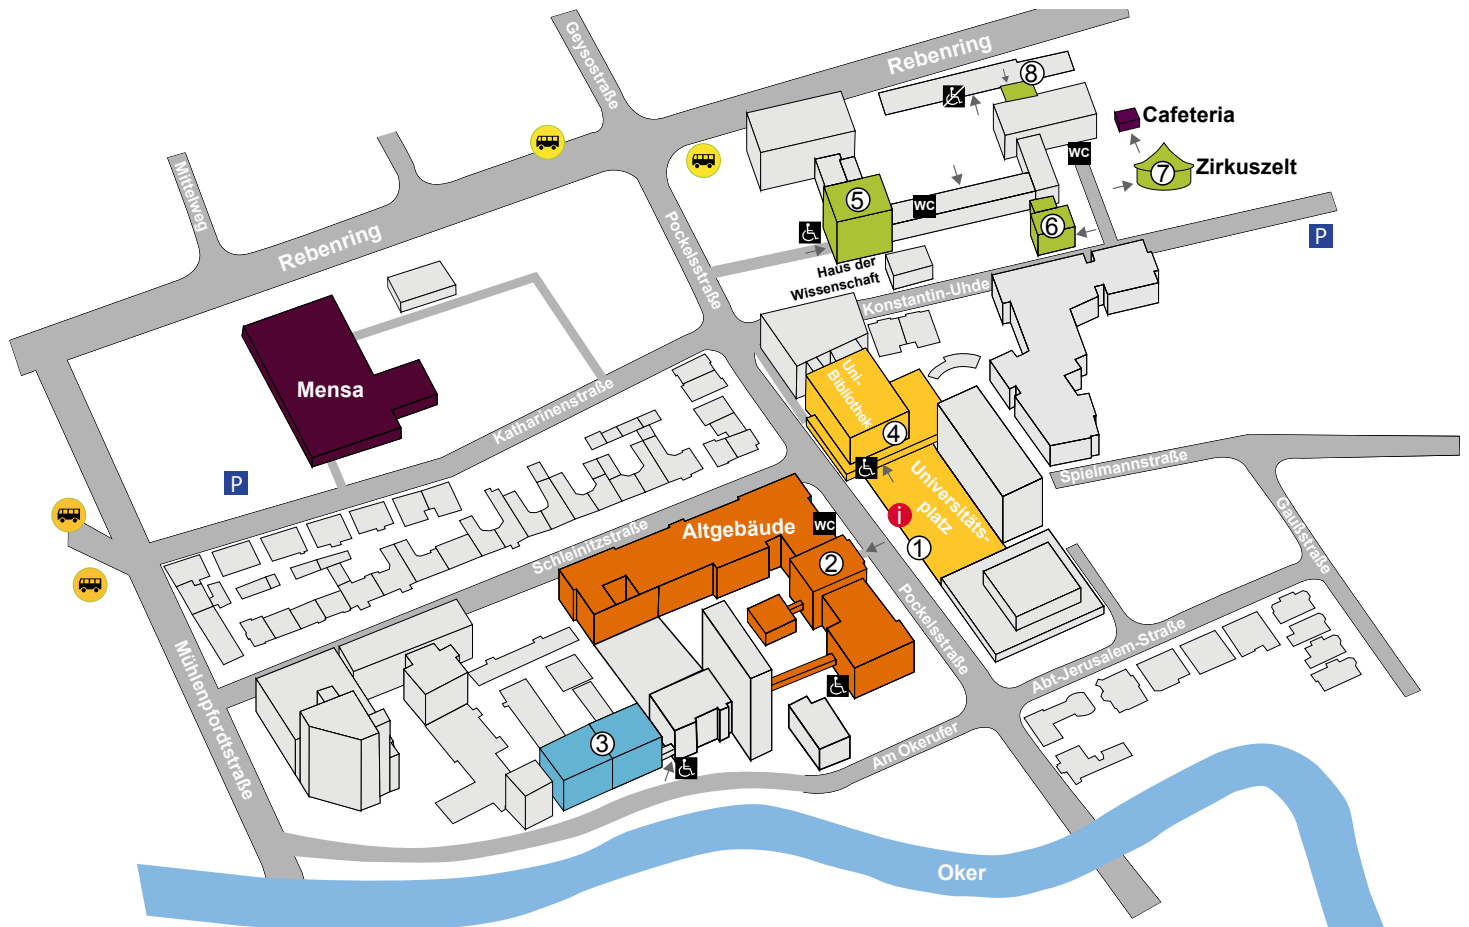 Geysostraße
Rebenring
8
Cafeteria
WC
7
Zirkuszelt
Mittelweg
5
WC
6
P
Rebenring
Pockelsstraße
Haus der
Wissenschaft
Konstantin-Uhde
Mensa
Katharinenstraße
Uni-
Bibliothek
4
Spielmannstraße
P
Universitäts-
platz
i
1
Gaußstraße
Schleinitzstraße
Altgebäude
WC
2
Pockelsstraße
Abt-Jerusalem-Straße
Mühlenpfordtstraße
3
Am Okerufer
Oker